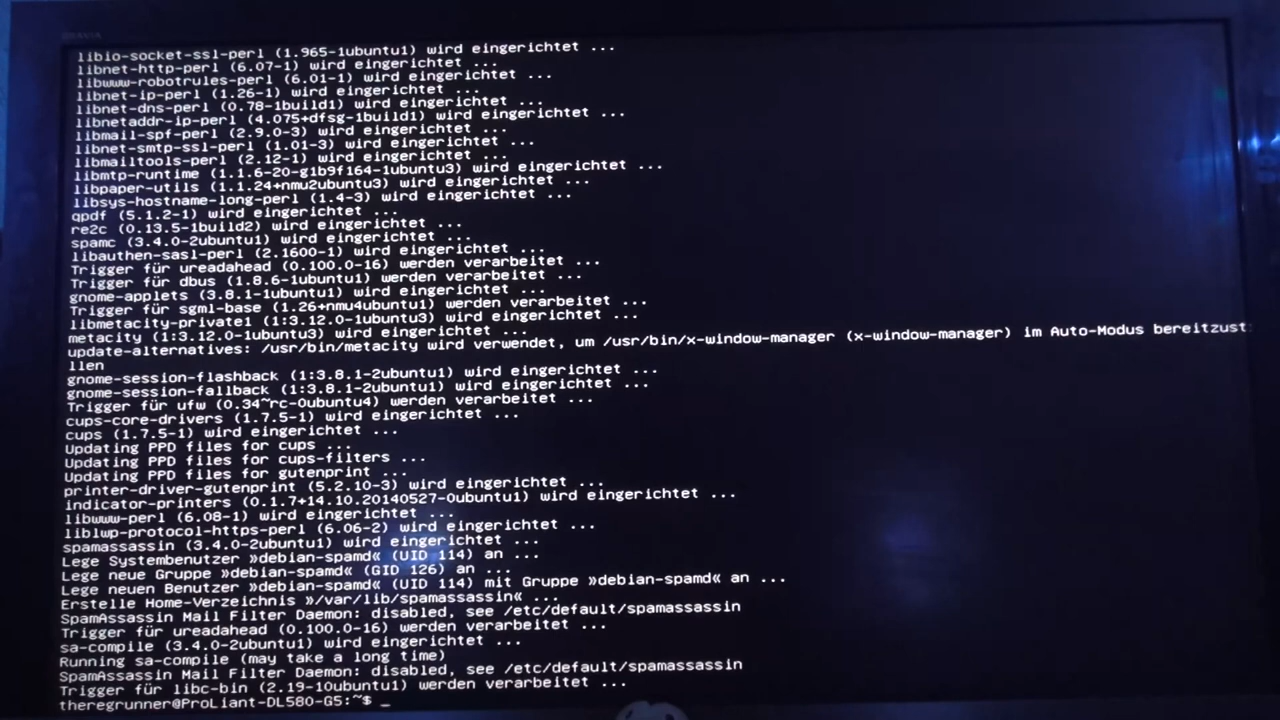 BRAVIA
libio-socket-ssl-perl (1.965-1ubuntu1) wird eingerichtet ...
libnet-http-perl (6.07-1) wird eingerichtet ...
libwww-robotrules-perl (6.01-1) wird eingerichtet ...
libnet-ip-perl (1.26-1) wird eingerichtet ...
libnet-dns-perl (0.78-1build1) wird eingerichtet ...
libnetaddr-ip-perl (4.075+dfsg-1build1) wird eingerichtet ...
libmail-spf-perl (2.9.0-3) wird eingerichtet ...
libnet-smtp-ssl-perl (1.01-3) wird eingerichtet ...
libmailtools-perl (2.12-1) wird eingerichtet ...
libmtp-runtime (1.1.6-20-g1b9f164-1ubuntu3) wird eingerichtet ...
libpaper-utils (1.1.24+nmu2ubuntu3) wird eingerichtet ...
libsys-hostname-long-perl (1.4-3) wird eingerichtet ...
qpdf (5.1.2-1) wird eingerichtet ...
re2c (0.13.5-1build2) wird eingerichtet ...
spamc (3.4.0-2ubuntu1) wird eingerichtet ...
libauthen-sasl-perl (2.1600-1) wird eingerichtet ...
Trigger für ureadahead (0.100.0-16) werden verarbeitet ...
Trigger für dbus (1.8.6-1ubuntu1) werden verarbeitet ...
gnome-applets (3.8.1-1ubuntu1) wird eingerichtet ...
Trigger für sgml-base (1.26+nmu4ubuntu1) werden verarbeitet ...
libmetacity-private1 (1:3.12.0-1ubuntu3) wird eingerichtet ...
metacity (1:3.12.0-1ubuntu3) wird eingerichtet ...
update-alternatives: /usr/bin/metacity wird verwendet, um /usr/bin/x-window-manager (x-window-manager) im Auto-Modus bereitzust
llen
gnome-session-flashback (1:3.8.1-2ubuntu1) wird eingerichtet ...
gnome-session-fallback (1:3.8.1-2ubuntu1) wird eingerichtet ...
Trigger für ufw (0.34~rc-0ubuntu4) werden verarbeitet ...
cups-core-drivers (1.7.5-1) wird eingerichtet ...
cups (1.7.5-1) wird eingerichtet ...
Updating PPD files for cups ...
Updating PPD files for cups-filters ...
Updating PPD files for gutenprint ...
printer-driver-gutenprint (5.2.10-3) wird eingerichtet ...
indicator-printers (0.1.7+14.10.20140527-0ubuntu1) wird eingerichtet ...
libwww-perl (6.08-1) wird eingerichtet ...
liblwp-protocol-https-perl (6.06-2) wird eingerichtet ...
spamassassin (3.4.0-2ubuntu1) wird eingerichtet ...
Lege Systembenutzer »debian-spamd« (UID 114) an ...
Lege neue Gruppe »debian-spamd« (GID 126) an ...
Lege neuen Benutzer »debian-spamd« (UID 114) mit Gruppe »debian-spamd« an ...
Erstelle Home-Verzeichnis »/var/lib/spamassassin« ...
SpamAssassin Mail Filter Daemon: disabled, see /etc/default/spamassassin
Trigger für ureadahead (0.100.0-16) werden verarbeitet ...
sa-compile (3.4.0-2ubuntu1) wird eingerichtet ...
Running sa-compile (may take a long time)
SpamAssassin Mail Filter Daemon: disabled, see /etc/default/spamassassin
Trigger für libc-bin (2.19-10ubuntu1) werden verarbeitet ...
theregrunner@ProLiant-DL580-G5:~$ _